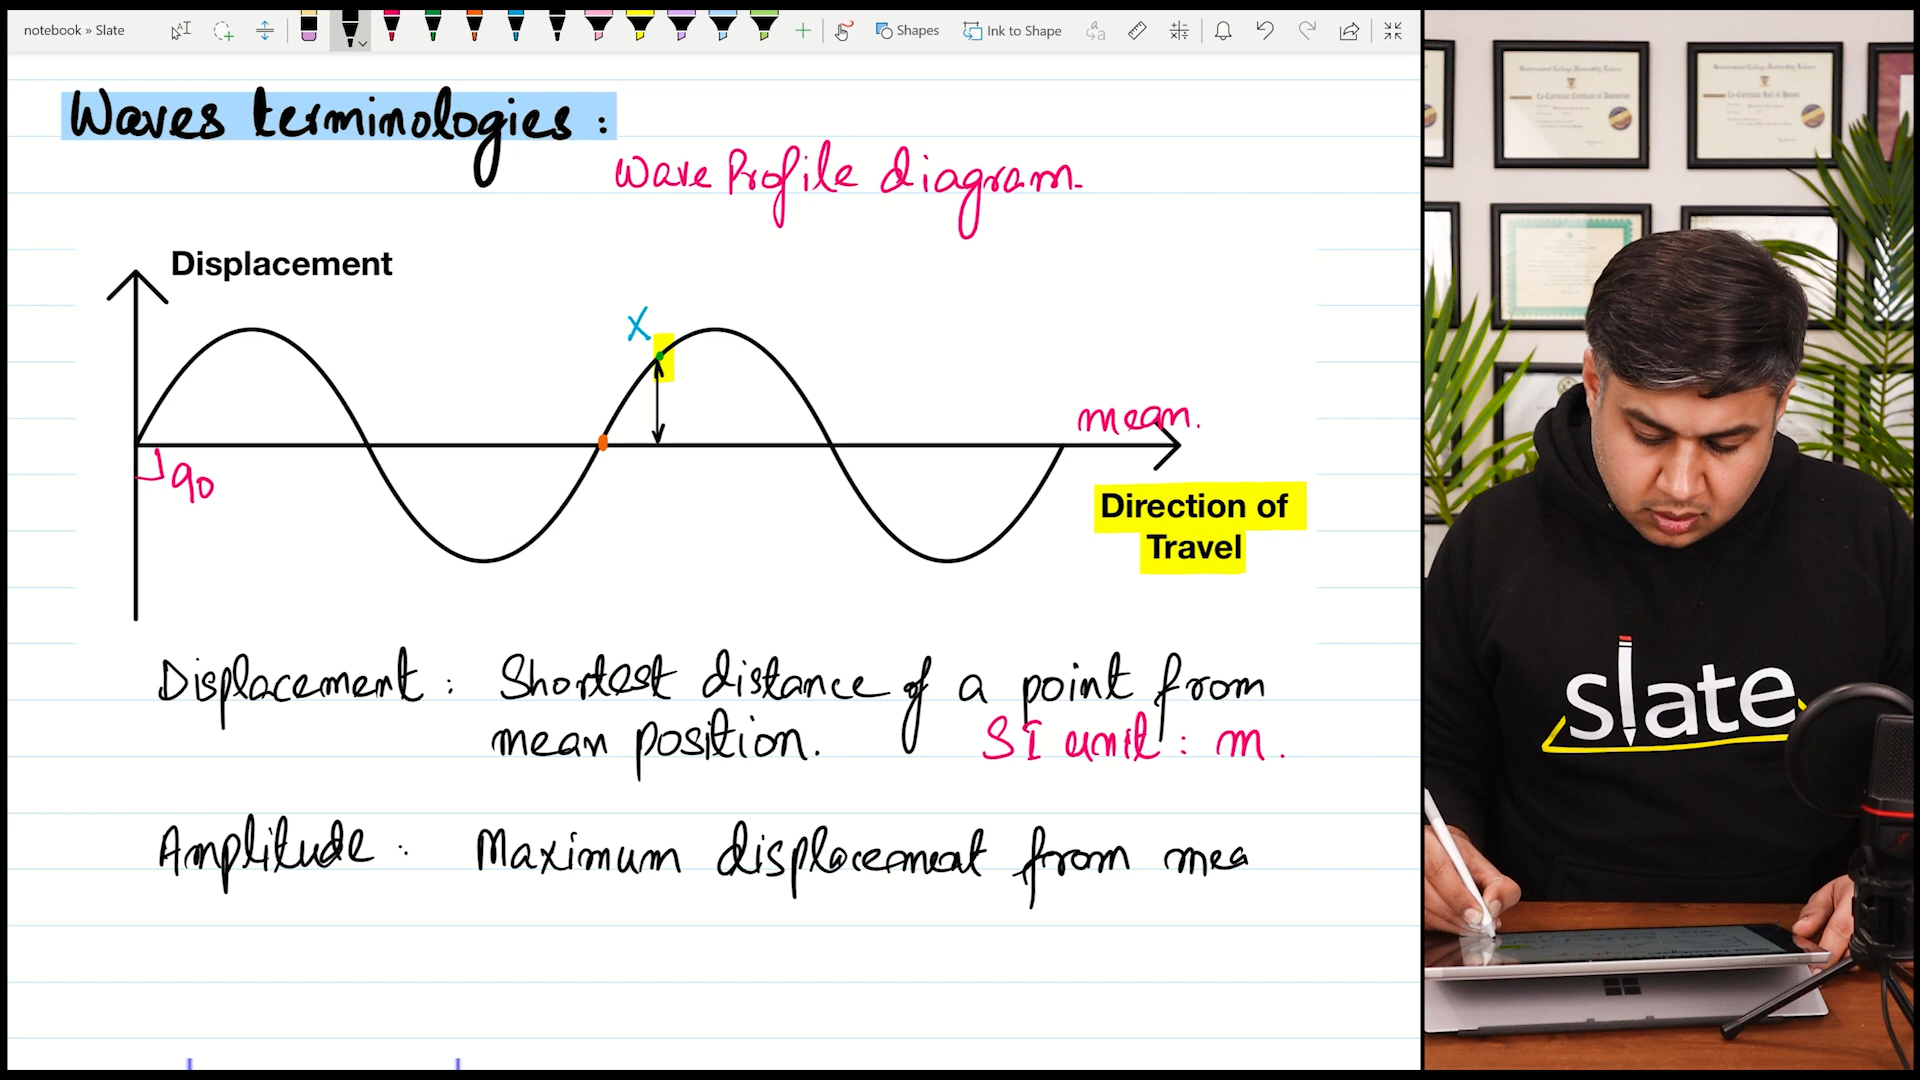 notebook » Slate
Shapes
Ink to Shape
Waves terminologies :
Wave Profile diagram.
Displacement
X
mean.
90
Direction of
Travel
Displacement : Shortest distance of a point from
mean position. SI unit : m.
Amplitude : Maximum displacement from mea
slate